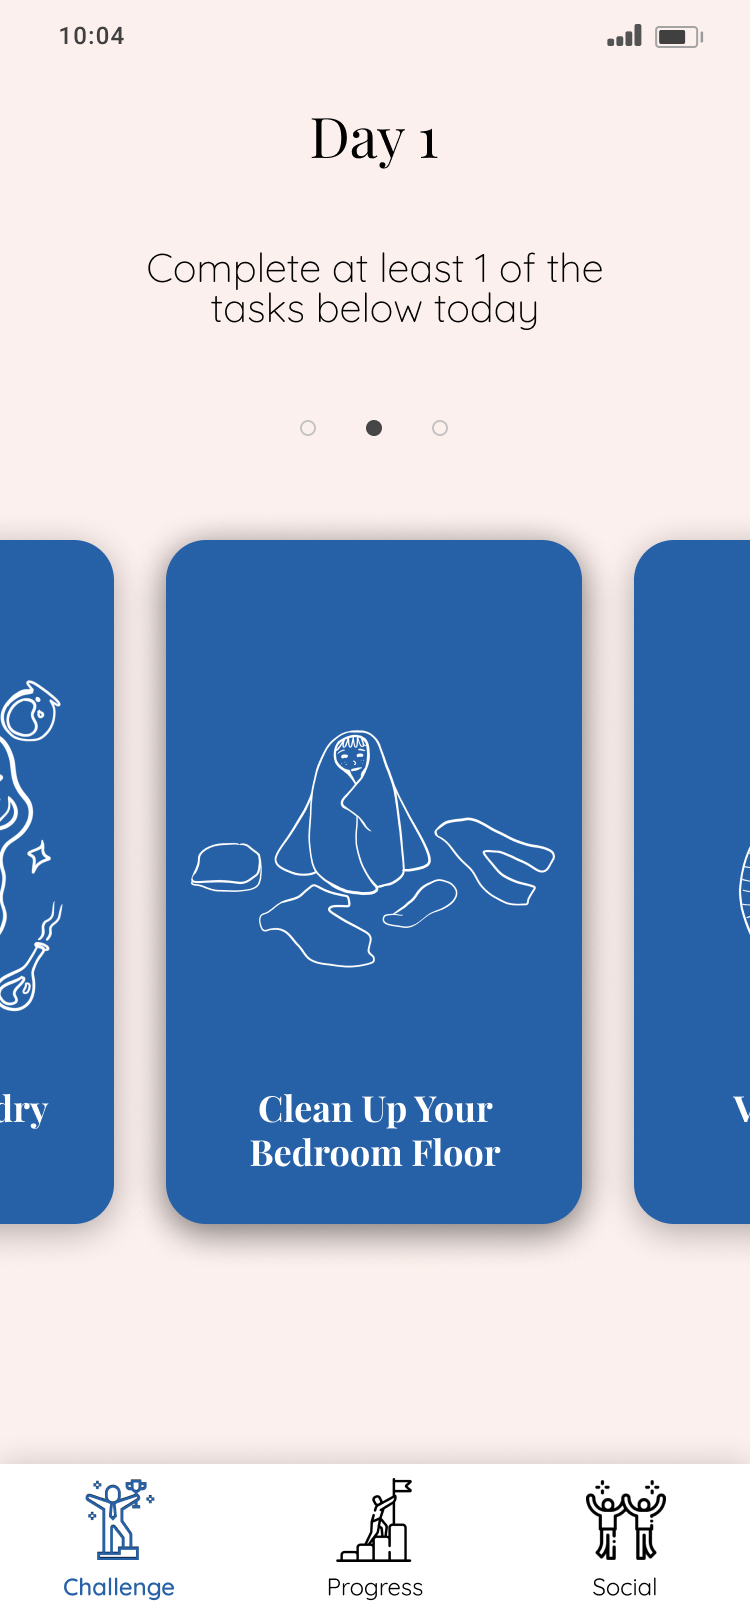 10:04
Day 1
Complete at least 1 of the
tasks below today
dry
Clean Up Your
Bedroom Floor
Challenge
Progress
Social